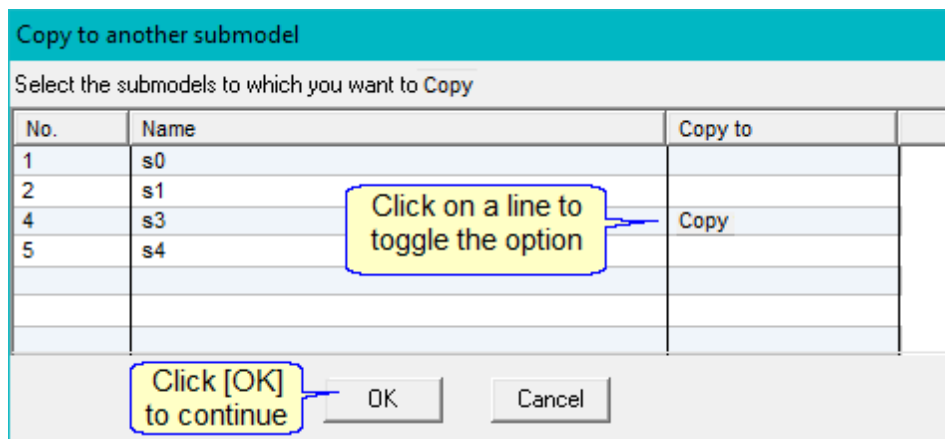 Copy to another submodel
Select the submodels to which you want to Copy
No. Name Copy to
1 s0
2 s1
4 s3 Copy
5 s4
Click on a line to
toggle the option
Click [OK]
to continue
OK Cancel